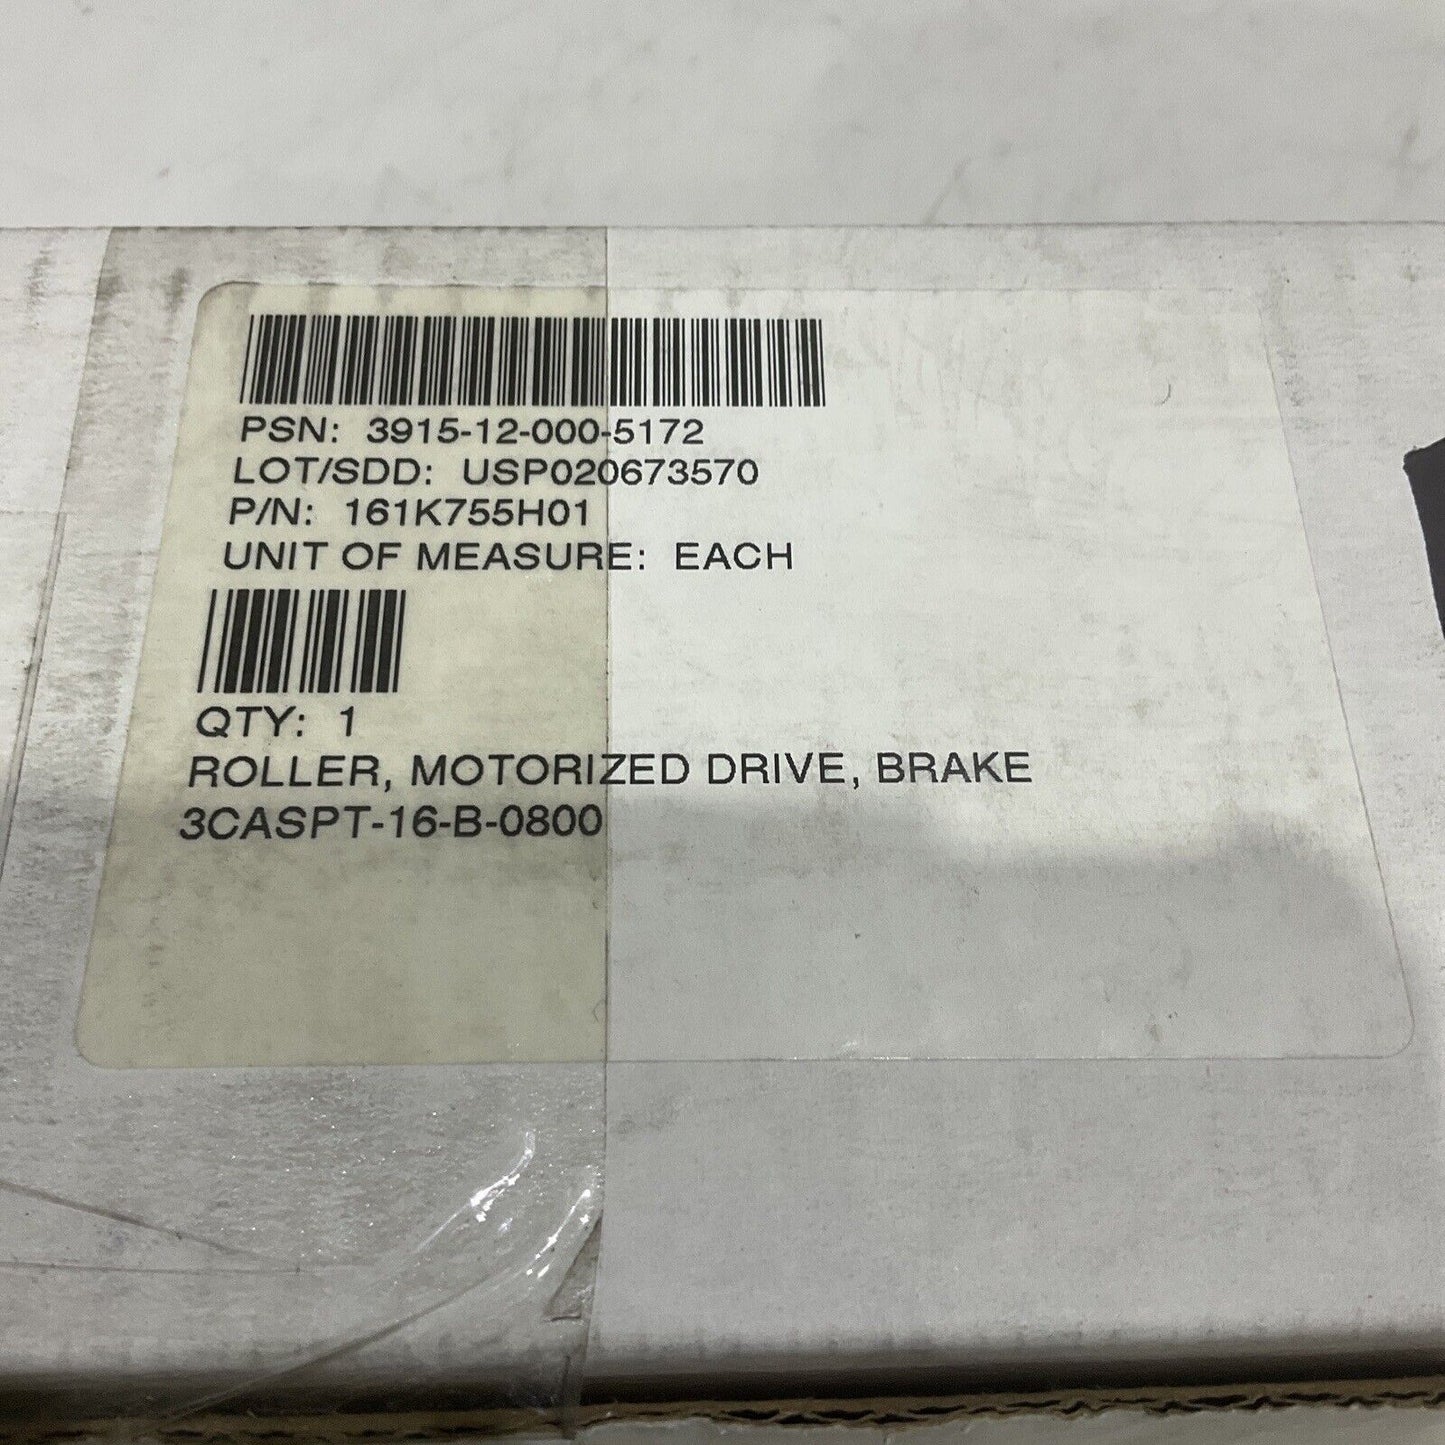 PSN: 3915-12-000-5172
LOT/SDD: USP020673570
P/N: 161K755H01
UNIT OF MEASURE: EACH
QTY: 1
ROLLER, MOTORIZED DRIVE, BRAKE
3CASPT-16-B-0800